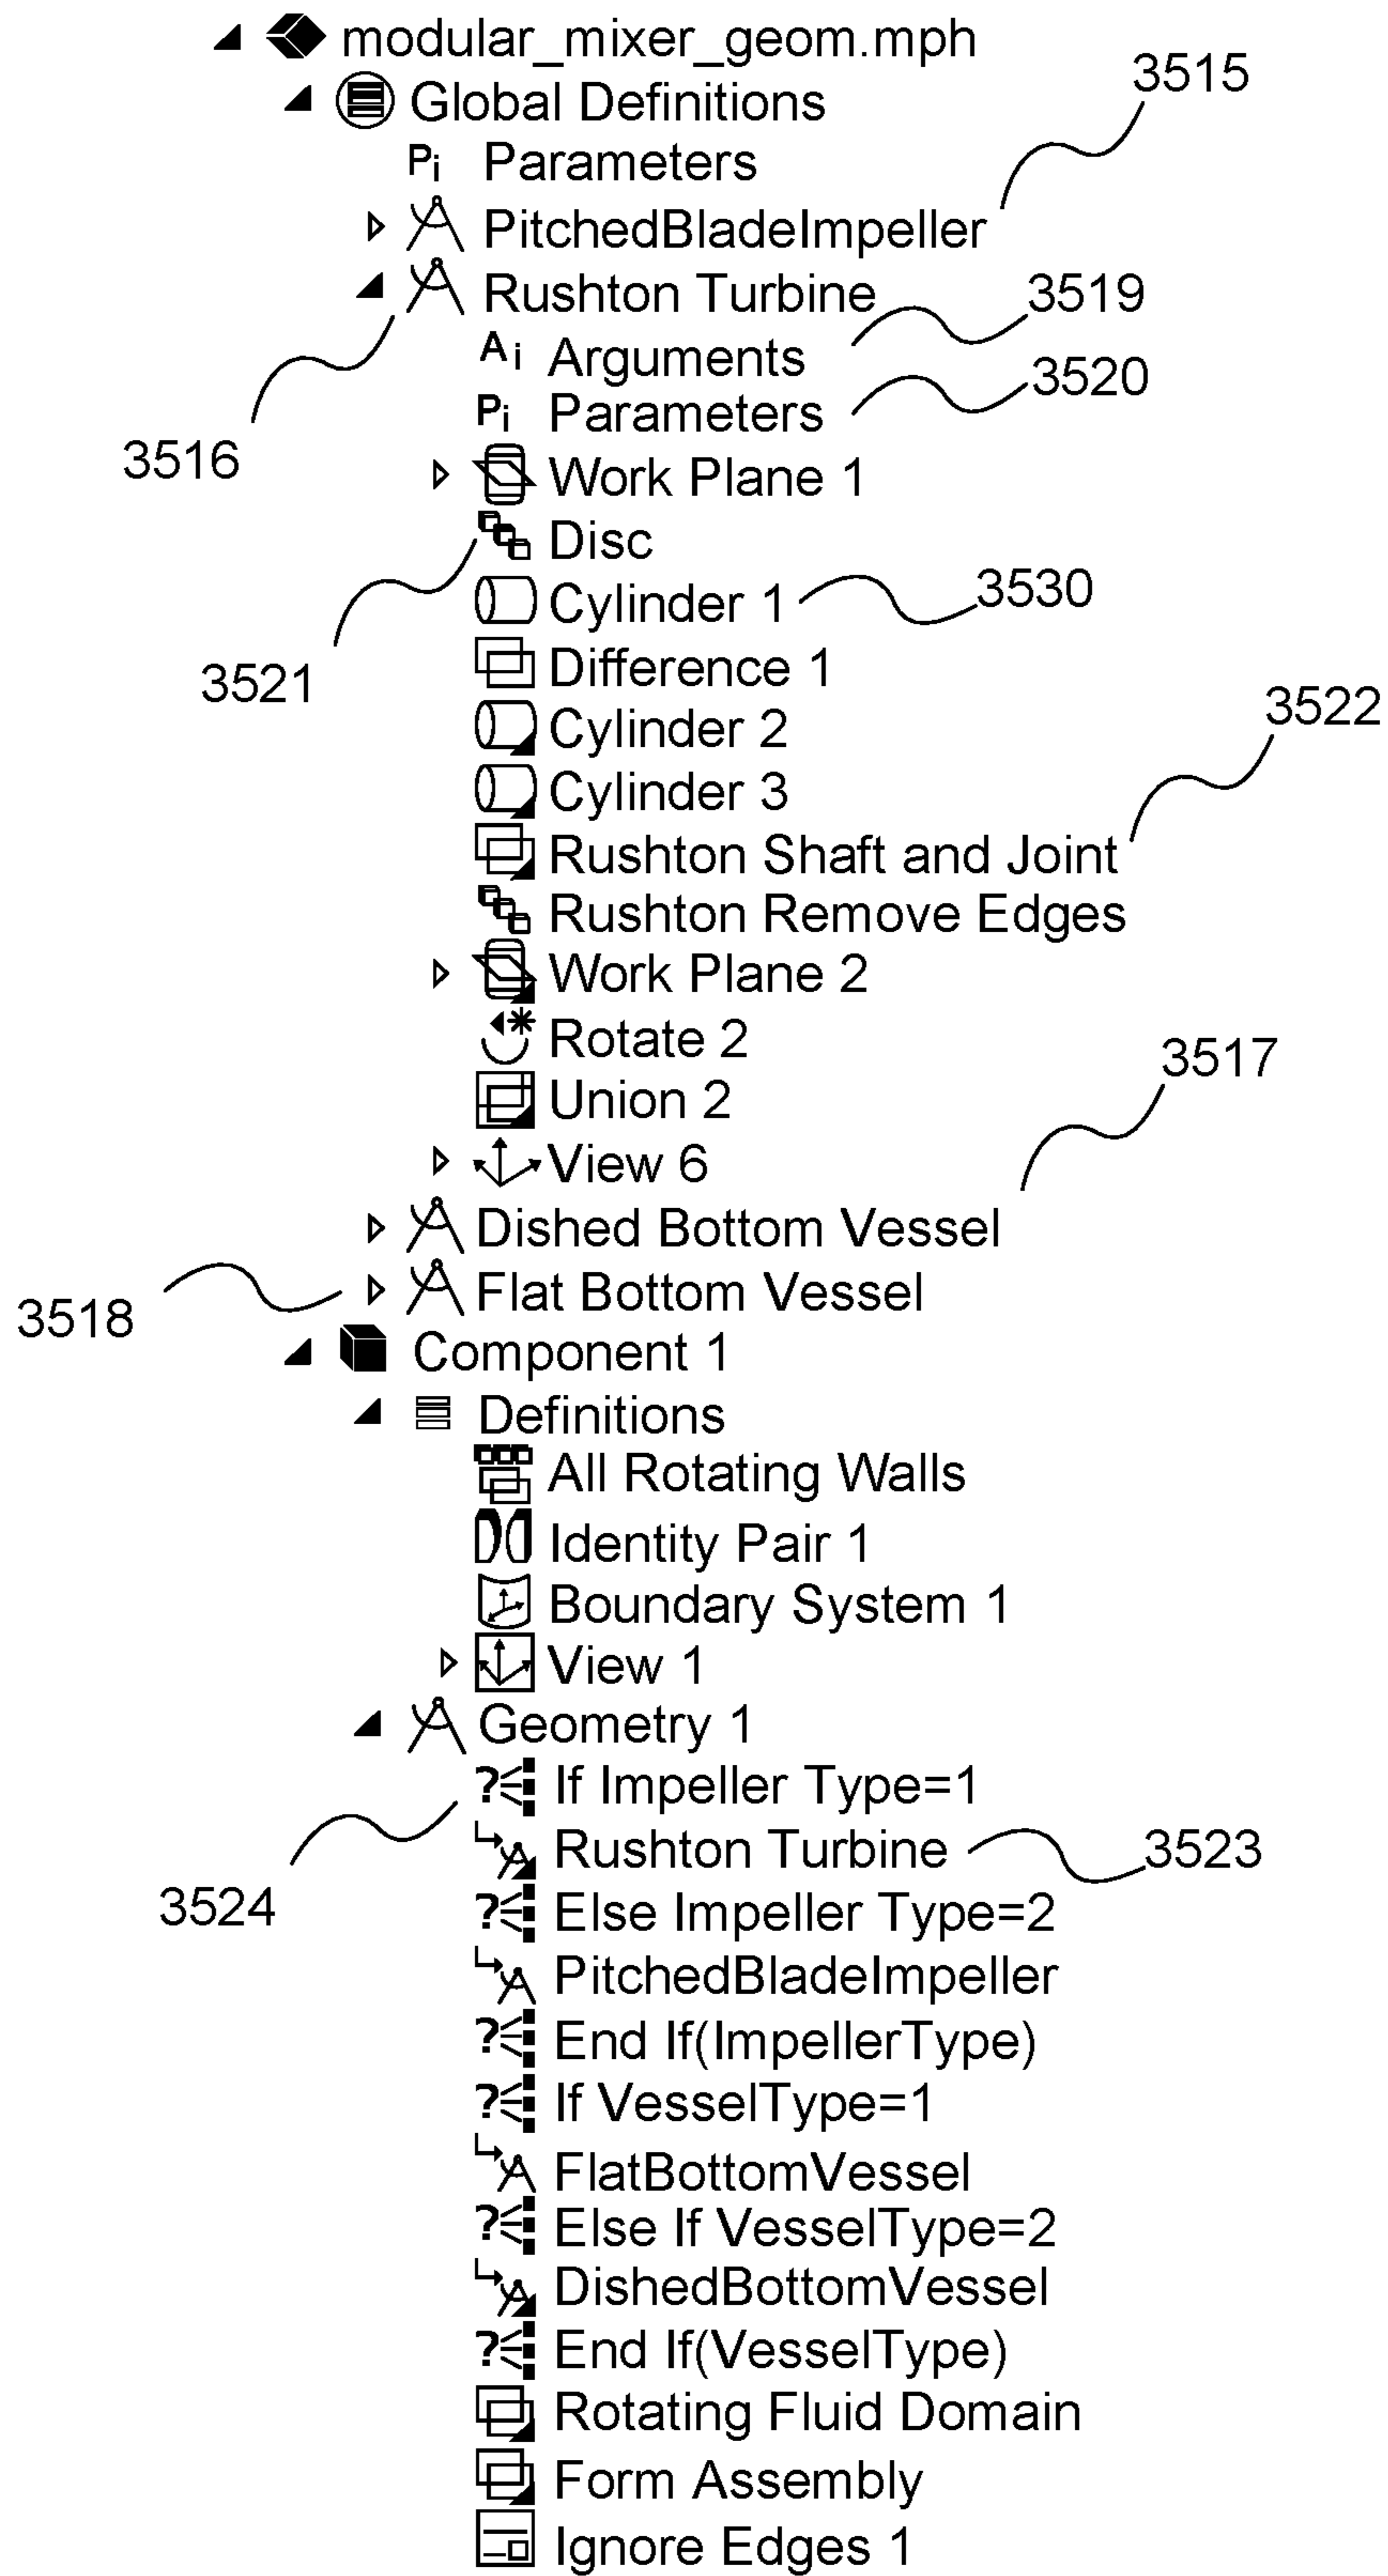 modular_mixer_geom.mph
Global Definitions
3515
Pi Parameters
PitchedBladeImpeller
Rushton Turbine
3519
Ai Arguments
3520
Pi Parameters
3516
Work Plane 1
Disc
Cylinder 1
3530
3521
Difference 1
3522
Cylinder 2
Cylinder 3
Rushton Shaft and Joint
Rushton Remove Edges
Work Plane 2
Rotate 2
3517
Union 2
View 6
Dished Bottom Vessel
Flat Bottom Vessel
3518
Component 1
Definitions
All Rotating Walls
Identity Pair 1
Boundary System 1
View 1
Geometry 1
? If Impeller Type=1
Rushton Turbine
3523
3524
? Else Impeller Type=2
PitchedBladeImpeller
? End If(ImpellerType)
? If VesselType=1
FlatBottomVessel
? Else If VesselType=2
DishedBottomVessel
? End If(VesselType)
Rotating Fluid Domain
Form Assembly
Ignore Edges 1